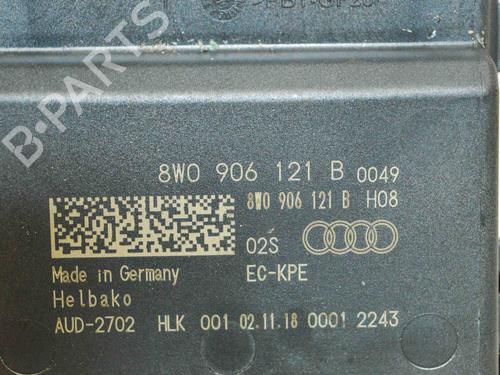 8W0 906 121 B 0049
8W0 906 121 B H08
02S
Made in Germany EC-KPE
Helbako
AUD-2702 HLK 001 02.11.18 0001 2243
B-PARTS